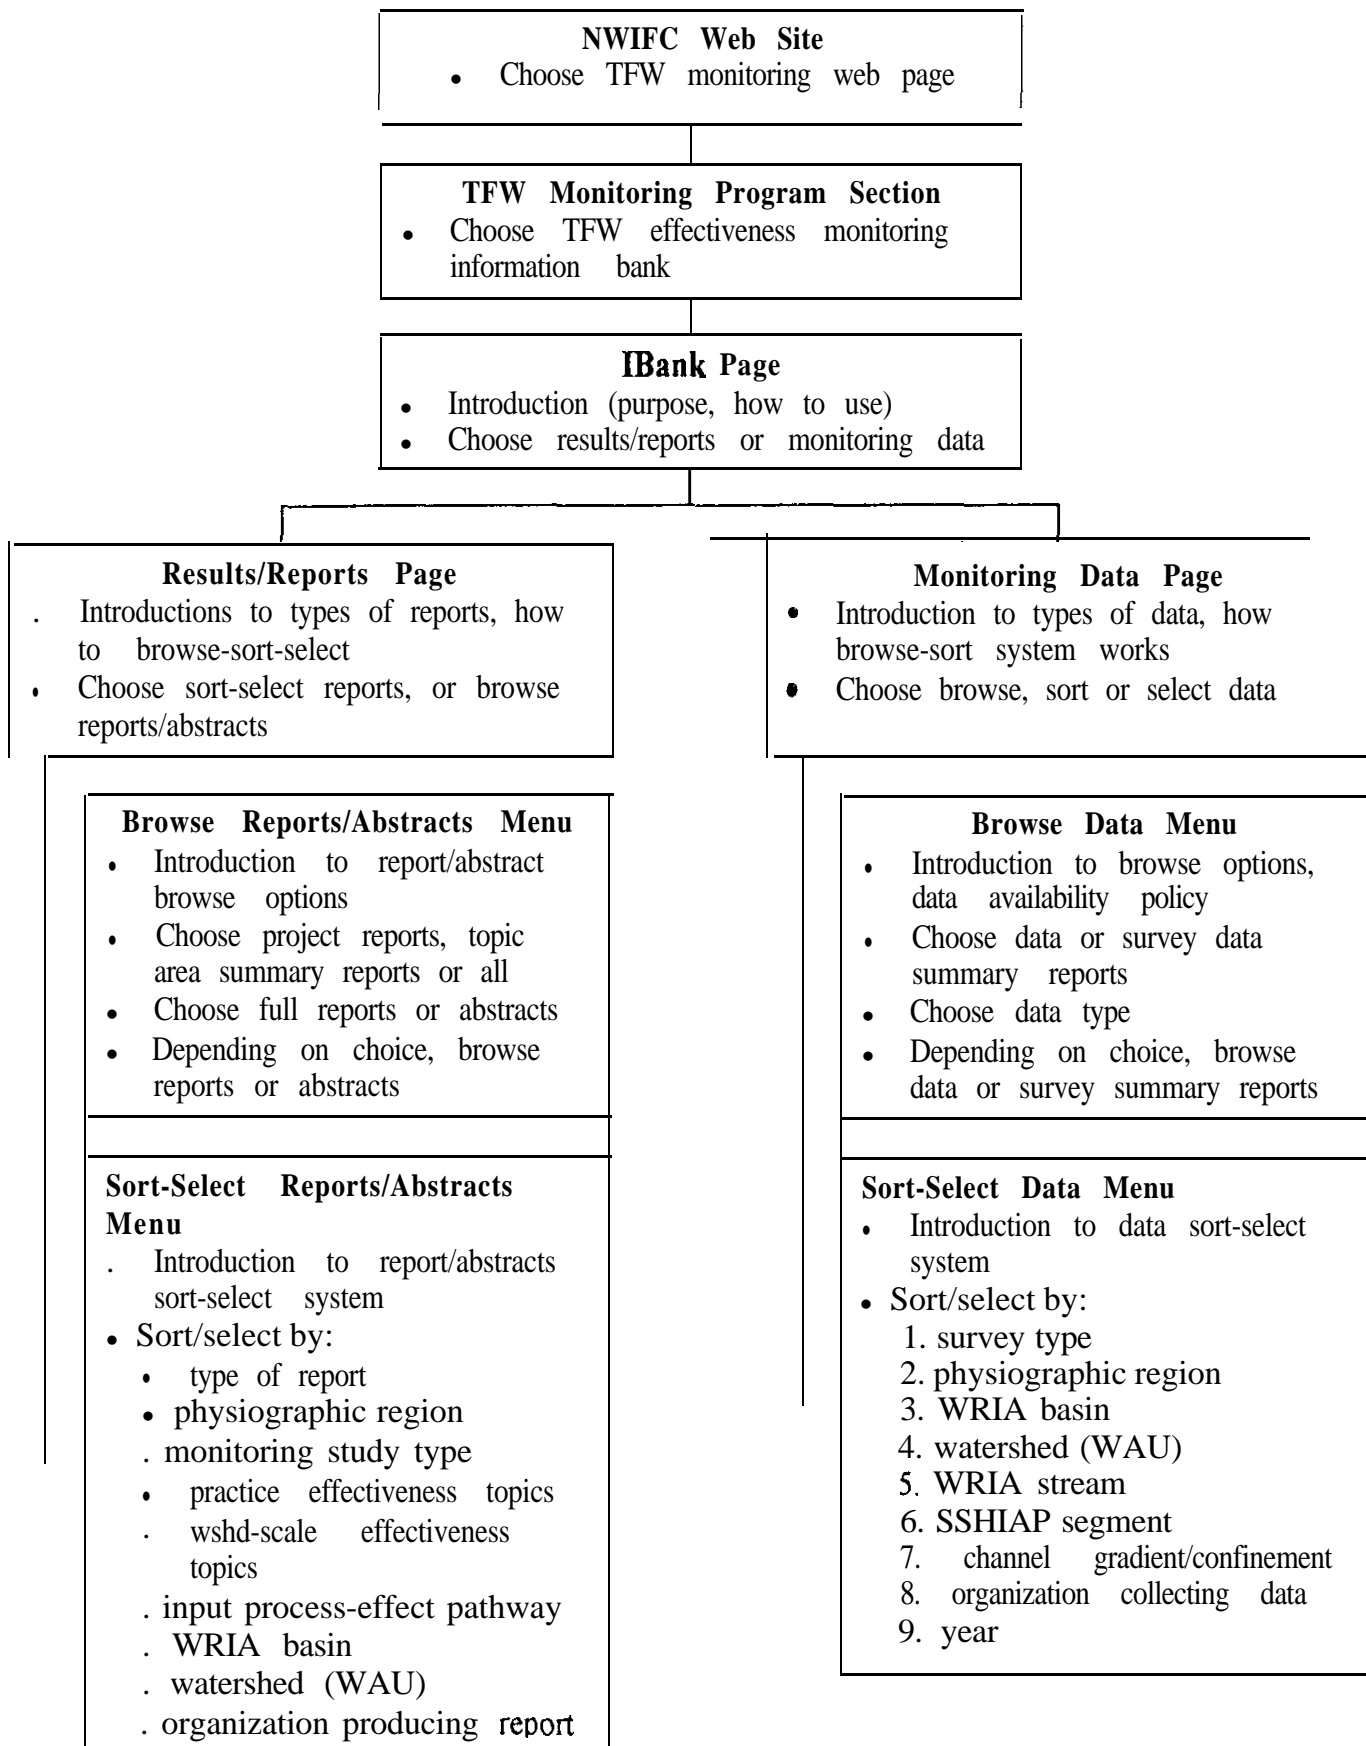 NWIFC Web Site
• Choose TFW monitoring web page
TFW Monitoring Program Section
• Choose TFW effectiveness monitoring
information bank
IBank Page
• Introduction (purpose, how to use)
• Choose results/reports or monitoring data
Results/Reports Page
. Introductions to types of reports, how
to browse-sort-select
• Choose sort-select reports, or browse
reports/abstracts
Monitoring Data Page
• Introduction to types of data, how
browse-sort system works
• Choose browse, sort or select data
Browse Reports/Abstracts Menu
• Introduction to report/abstract
browse options
• Choose project reports, topic
area summary reports or all
• Choose full reports or abstracts
• Depending on choice, browse
reports or abstracts
Browse Data Menu
• Introduction to browse options,
data availability policy
• Choose data or survey data
summary reports
• Choose data type
• Depending on choice, browse
data or survey summary reports
Sort-Select Reports/Abstracts
Menu
. Introduction to report/abstracts
sort-select system
• Sort/select by:
• type of report
• physiographic region
. monitoring study type
• practice effectiveness topics
. wshd-scale effectiveness
topics
. input process-effect pathway
. WRIA basin
. watershed (WAU)
. organization producing report
Sort-Select Data Menu
• Introduction to data sort-select
system
• Sort/select by:
1. survey type
2. physiographic region
3. WRIA basin
4. watershed (WAU)
5. WRIA stream
6. SSHIAP segment
7. channel gradient/confinement
8. organization collecting data
9. year